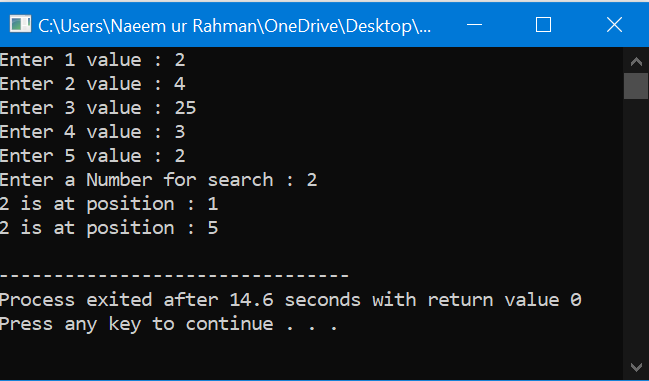 C:\Users\Naeem ur Rahman\OneDrive\Desktop\...
Enter 1 value : 2
Enter 2 value : 4
Enter 3 value : 25
Enter 4 value : 3
Enter 5 value : 2
Enter a Number for search : 2
2 is at position : 1
2 is at position : 5
--------------------------------
Process exited after 14.6 seconds with return value 0
Press any key to continue . . .